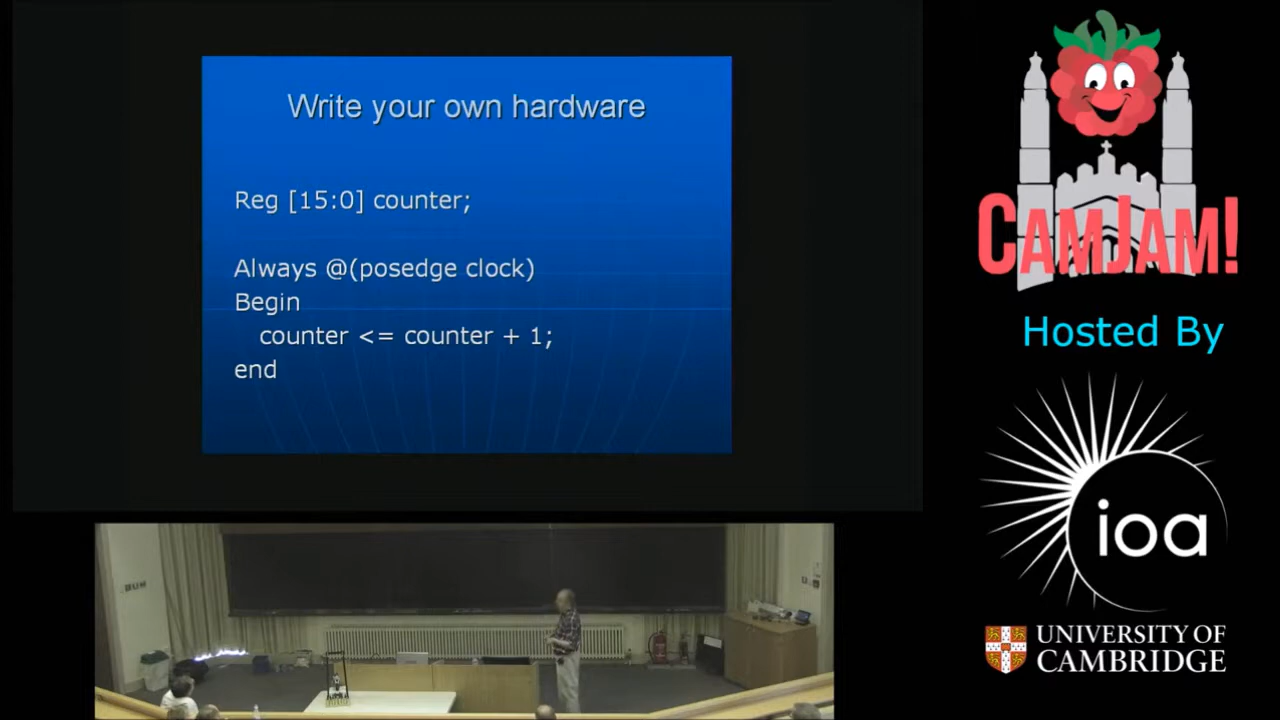 Write your own hardware
Reg [15:0] counter;
Always @(posedge clock)
Begin
counter <= counter + 1;
end
CAMJAM!
Hosted By
ioa
UNIVERSITY OF
CAMBRIDGE